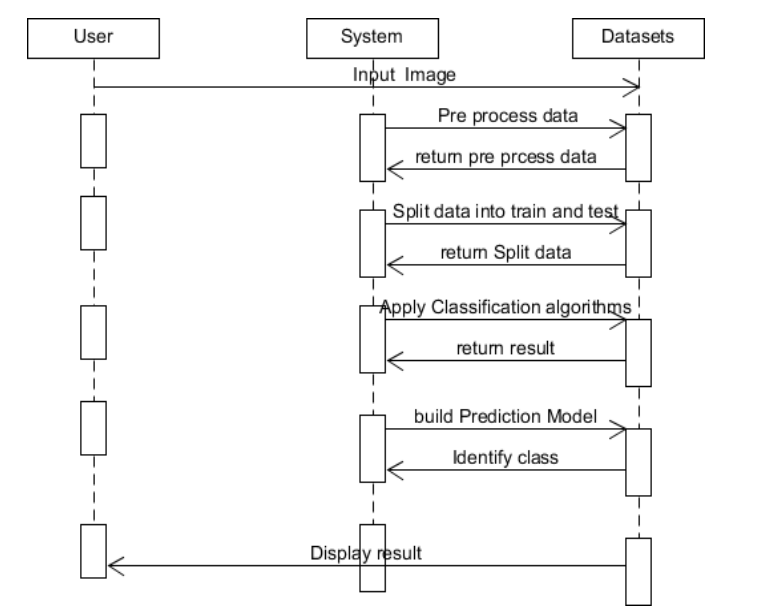 User
System
Datasets
Input Image
Pre process data
return pre prcess data
Split data into train and test
return Split data
Apply Classification algorithms
return result
build Prediction Model
Identify class
Display result